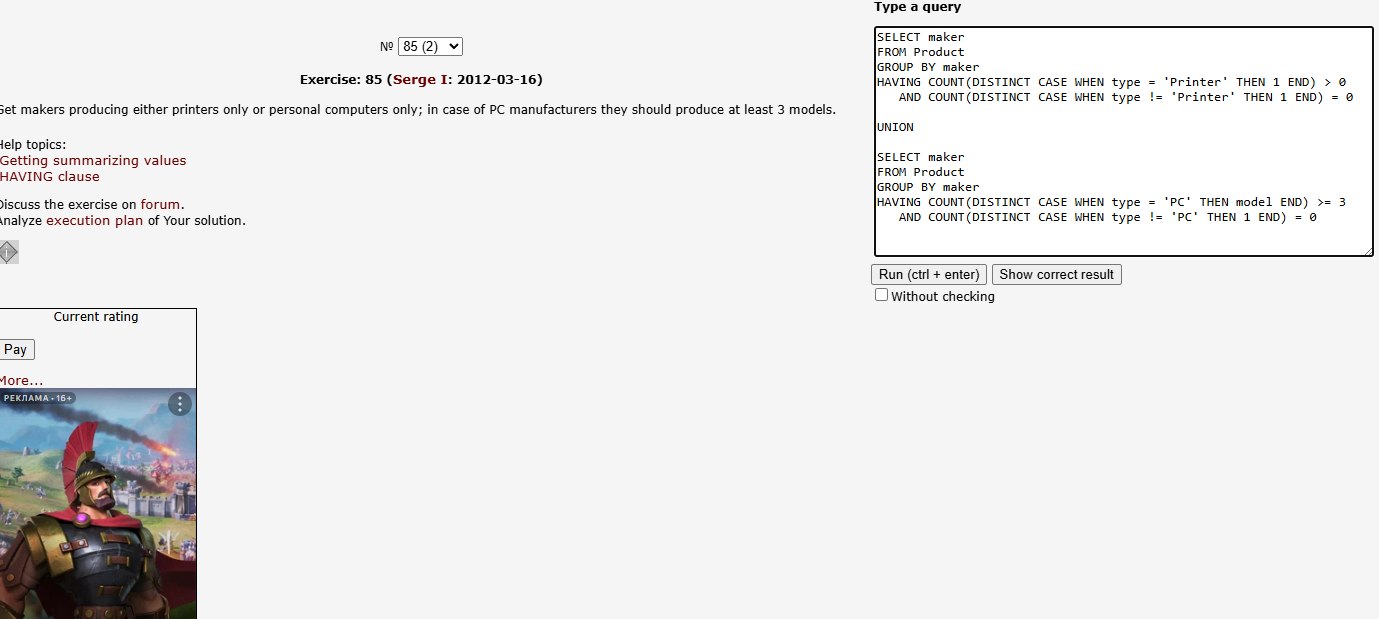 № 85 (2)
Exercise: 85 (Serge I: 2012-03-16)
Get makers producing either printers only or personal computers only; in case of PC manufacturers they should produce at least 3 models.
Help topics:
Getting summarizing values
HAVING clause
Discuss the exercise on forum.
Analyze execution plan of Your solution.
Current rating
Pay
More...
РЕКЛАМА • 16+
Type a query
SELECT maker
FROM Product
GROUP BY maker
HAVING COUNT(DISTINCT CASE WHEN type = 'Printer' THEN 1 END) > 0
   AND COUNT(DISTINCT CASE WHEN type != 'Printer' THEN 1 END) = 0
UNION
SELECT maker
FROM Product
GROUP BY maker
HAVING COUNT(DISTINCT CASE WHEN type = 'PC' THEN model END) >= 3
   AND COUNT(DISTINCT CASE WHEN type != 'PC' THEN 1 END) = 0
Run (ctrl + enter) Show correct result
Without checking